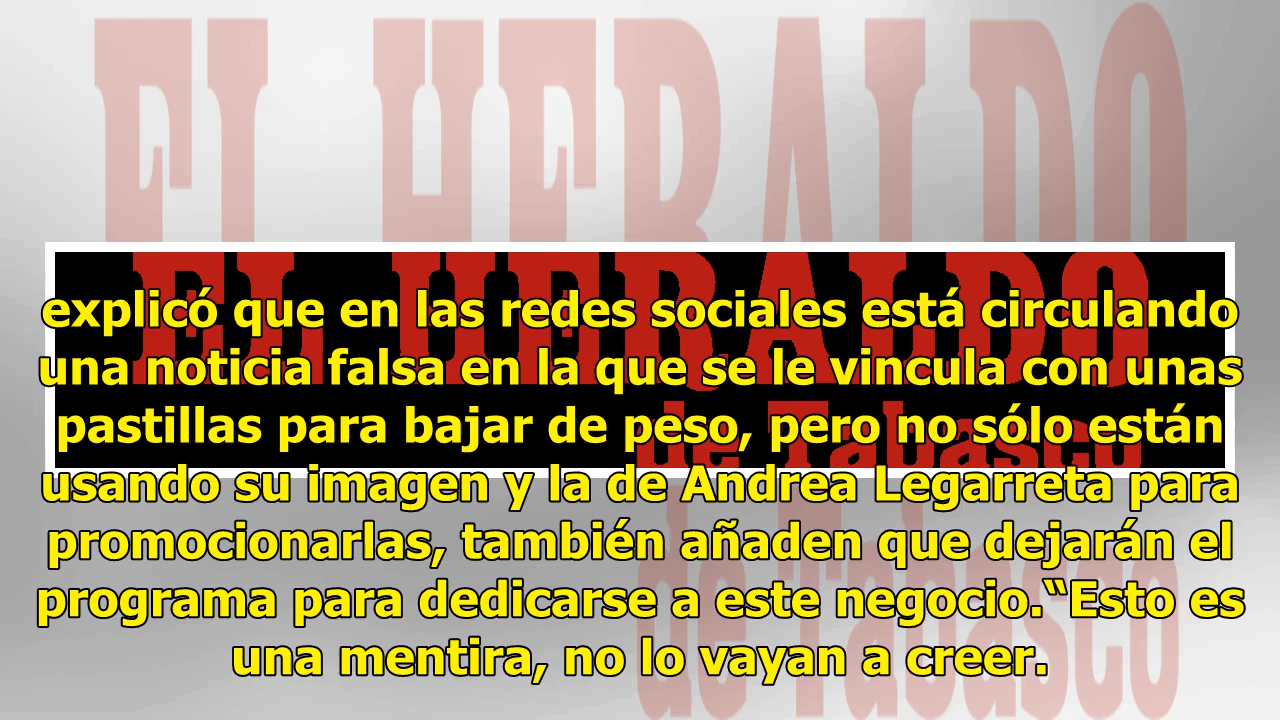 EL HERALDO
EL HERALDO
explicó que en las redes sociales está circulando
una noticia falsa en la que se le vincula con unas
pastillas para bajar de peso, pero no sólo están
usando su imagen y la de Andrea Legarreta para
promocionarlas, también añaden que dejarán el
programa para dedicarse a este negocio.“Esto es
una mentira, no lo vayan a creer.
de Tabasco
de Tabasco